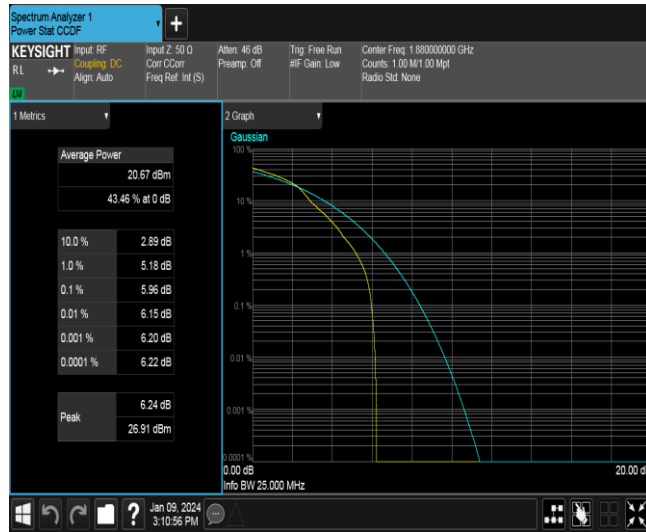 Spectrum Analyzer 1
Power Stat CCDF
+
KEYSIGHT
RL
LXI
Input: RF
Coupling: DC
Align: Auto
Input Z: 50 Ω
Corr CCorr
Freq Ref: Int (S)
Atten: 46 dB
Preamp: Off
Trig: Free Run
#IF Gain: Low
Center Freq: 1.880000000 GHz
Counts: 1.00 M/1.00 Mpt
Radio Std: None
1 Metrics
Average Power
20.67 dBm
43.46 % at 0 dB
10.0 % 2.89 dB
1.0 % 5.18 dB
0.1 % 5.96 dB
0.01 % 6.15 dB
0.001 % 6.20 dB
0.0001 % 6.22 dB
Peak
6.24 dB
26.91 dBm
2 Graph
Gaussian
100 %
10 %
1 %
0.1 %
0.01 %
0.001 %
0.0001 %
0.00 dB
20.00 d
Info BW 25.000 MHz
?
Jan 09, 2024
3:10:56 PM